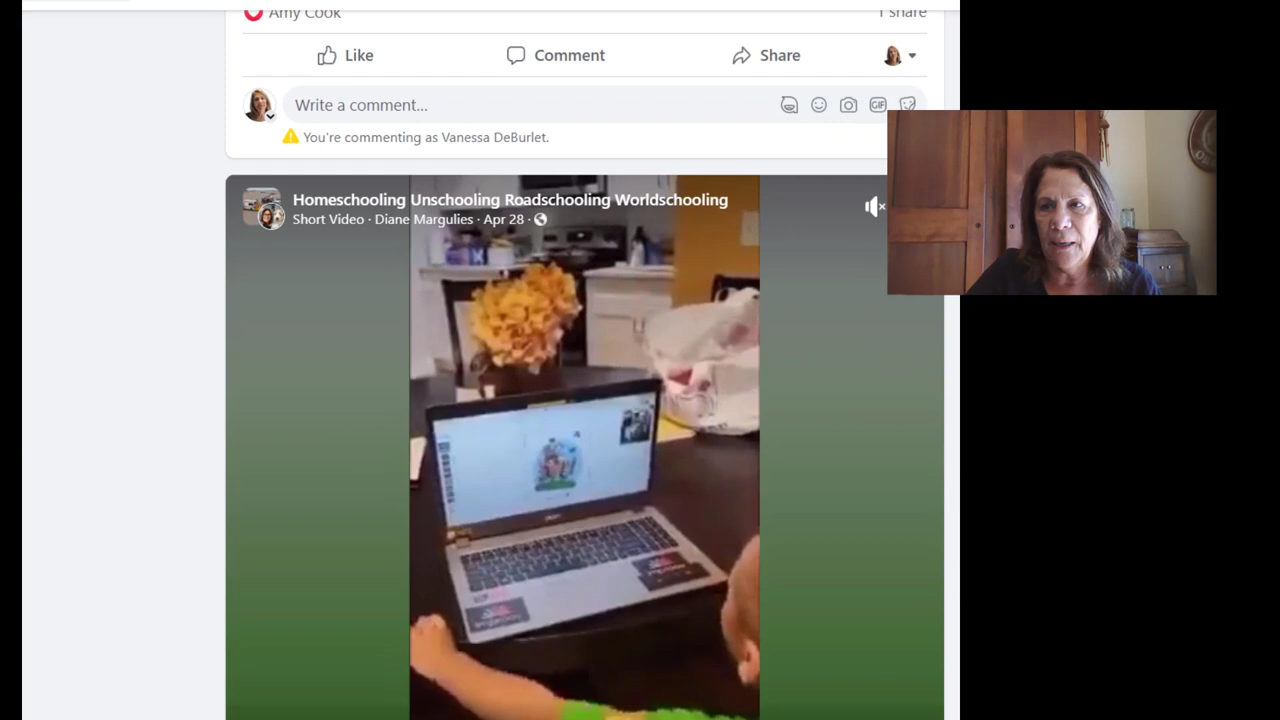 Amy Cook
1 share
Like
Comment
Share
Write a comment...
GIF
You're commenting as Vanessa DeBurlet.
Homeschooling Unschooling Roadschooling Worldschooling
Short Video · Diane Margulies · Apr 28 ·